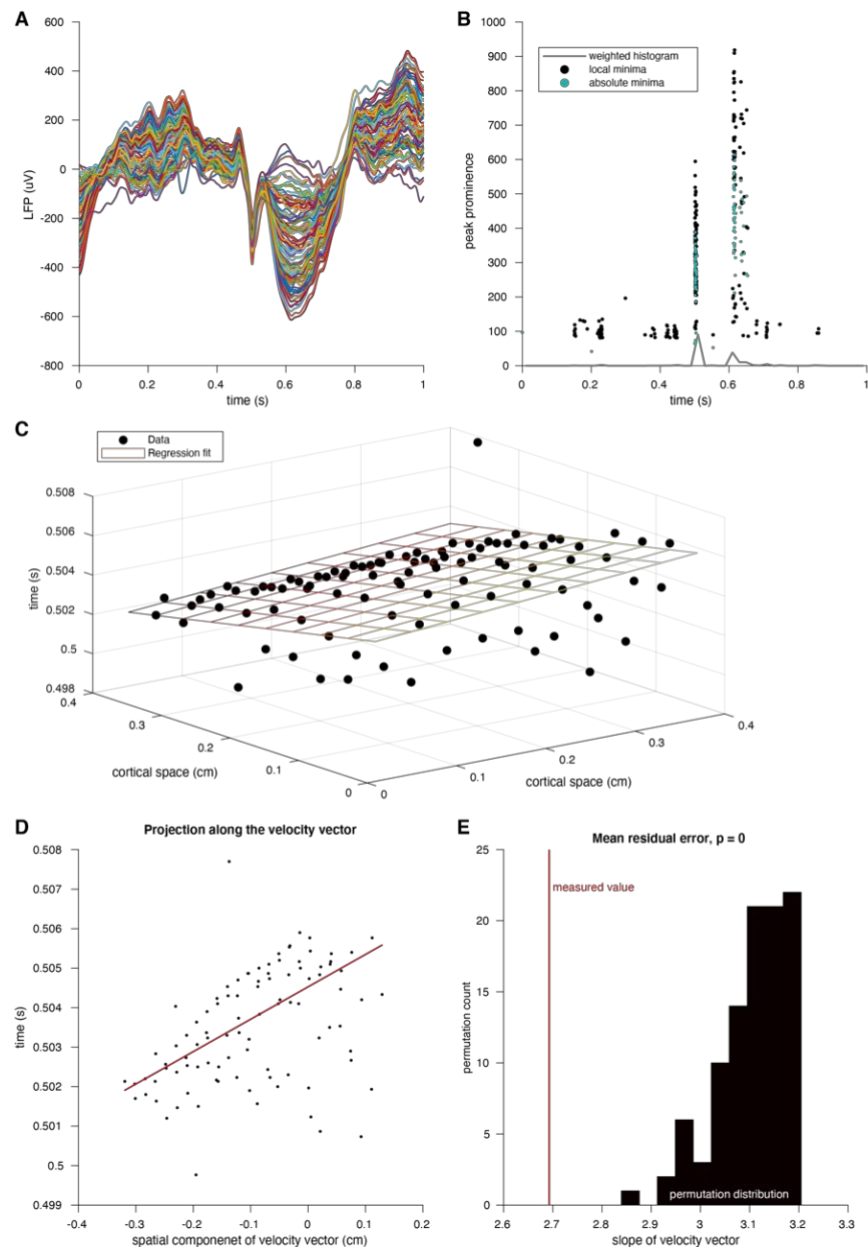 A
600
400
200
0
-200
-400
-600
-800
LFP (uV)
0 0.2 0.4 0.6 0.8 1
time (s)
B
1000
900
800
700
600
500
400
300
200
100
0
peak prominence
weighted histogram
local minima
absolute minima
0 0.2 0.4 0.6 0.8 1
time (s)
C
Data
Regression fit
0.508
0.506
0.504
0.502
0.5
0.498
time (s)
0.4
0.3
0.2
0.1
0
cortical space (cm)
0
0.1
0.2
0.3
0.4
cortical space (cm)
D
Projection along the velocity vector
0.508
0.507
0.506
0.505
0.504
0.503
0.502
0.5
0.499
time (s)
-0.4 -0.3 -0.2 -0.1 0 0.1 0.2
spatial componenet of velocity vector (cm)
E
Mean residual error, p = 0
25
20
15
10
5
0
permutation count
measured value
permutation distribution
2.6 2.7 2.8 2.9 3 3.1 3.2 3.3
slope of velocity vector